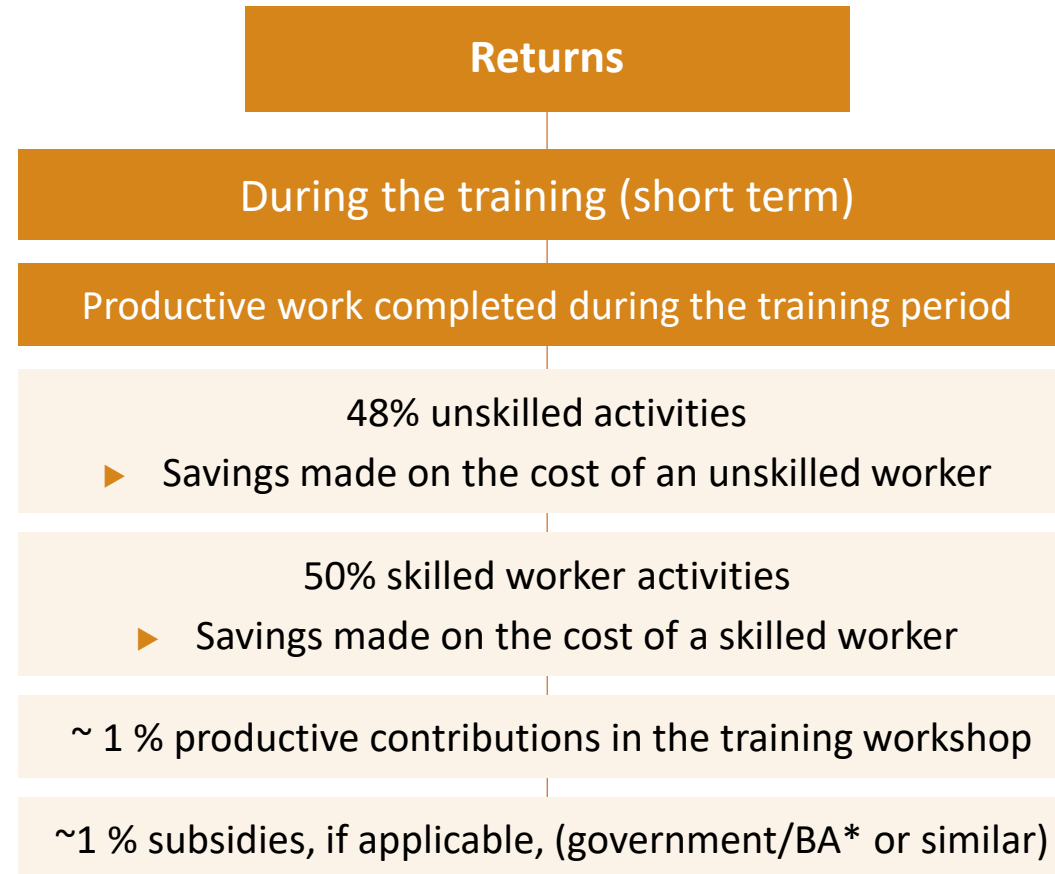 Returns
During the training (short term)
Productive work completed during the training period
48% unskilled activities
▶ Savings made on the cost of an unskilled worker
50% skilled worker activities
▶ Savings made on the cost of a skilled worker
~ 1 % productive contributions in the training workshop
~1 % subsidies, if applicable, (government/BA* or similar)